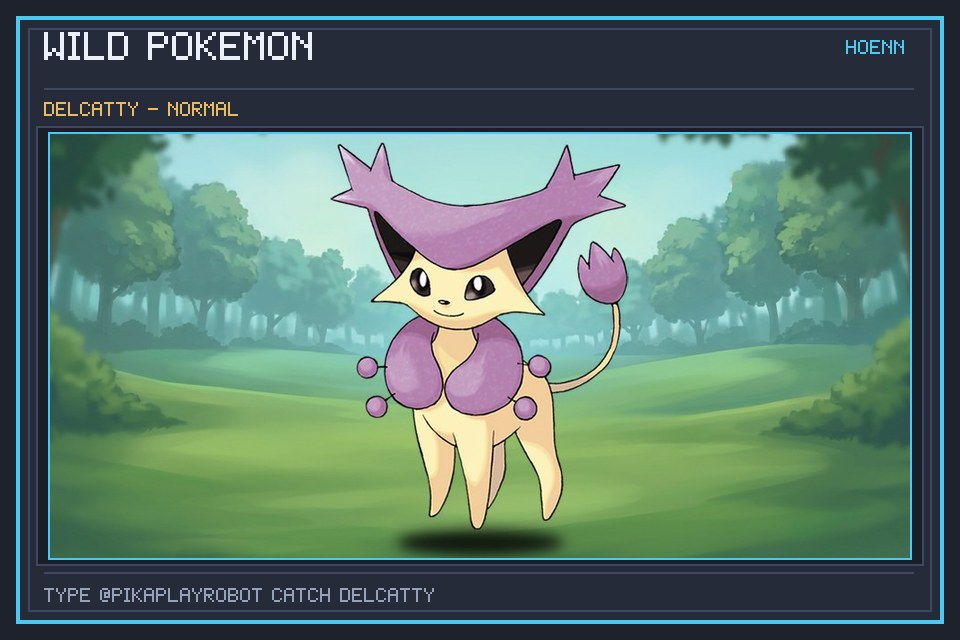 WILD POKEMON
HOENN
DELCATTY - NORMAL
TYPE @PIKAPLAYROBOT CATCH DELCATTY